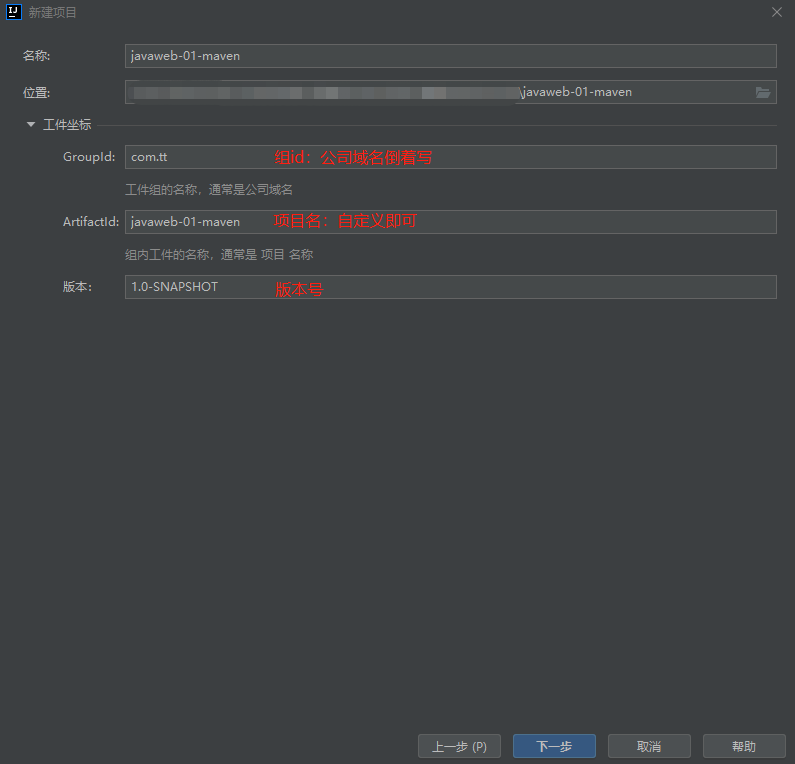 新建项目
名称: javaweb-01-maven
位置: \javaweb-01-maven
工件坐标
GroupId: com.tt 组id：公司域名倒着写
工件组的名称，通常是公司域名
ArtifactId: javaweb-01-maven 项目名：自定义即可
组内工件的名称，通常是 项目 名称
版本: 1.0-SNAPSHOT 版本号
上一步 (P) 下一步 取消 帮助